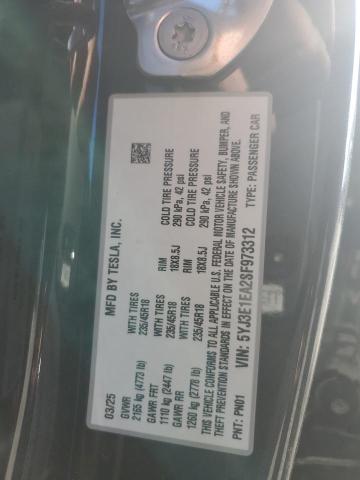 MFD BY TESLA, INC.
03/25
GVWR
2165 kg (4773 lb)
WITH TIRES RIM COLD TIRE PRESSURE
235/45R18 18X8.5J 290 kPa, 42 psi
GAWR FRT
1110 kg (2447 lb)
WITH TIRES RIM COLD TIRE PRESSURE
235/45R18 18X8.5J 290 kPa, 42 psi
GAWR RR
1260 kg (2778 lb)
WITH TIRES
235/45R18
THIS VEHICLE CONFORMS TO ALL APPLICABLE U.S. FEDERAL MOTOR VEHICLE SAFETY, BUMPER, AND
THEFT PREVENTION STANDARDS IN EFFECT ON THE DATE OF MANUFACTURE SHOWN ABOVE.
VIN: 5YJ3E1EA2SF973312
PNT: PN01 TYPE: PASSENGER CAR